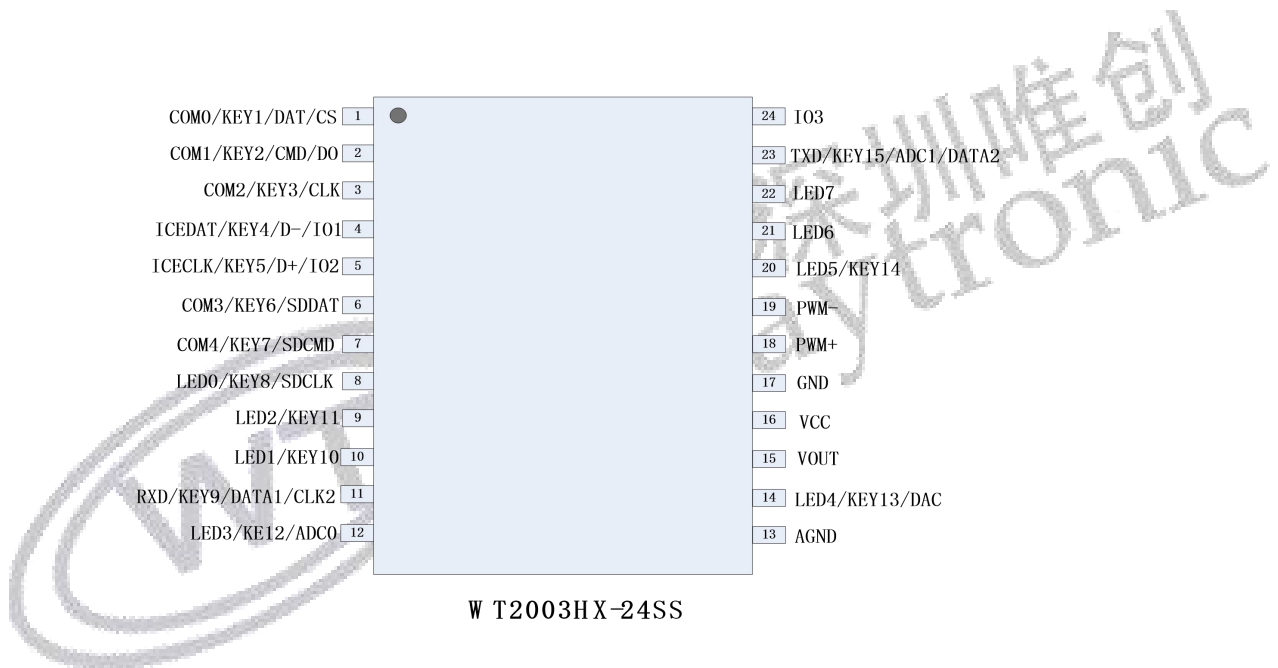 COM0/KEY1/DAT/CS 1
COM1/KEY2/CMD/DO 2
COM2/KEY3/CLK 3
ICEDAT/KEY4/D-/IO1 4
ICECLK/KEY5/D+/IO2 5
COM3/KEY6/SDDAT 6
COM4/KEY7/SDCMD 7
LED0/KEY8/SDCLK 8
LED2/KEY11 9
LED1/KEY10 10
RXD/KEY9/DATA1/CLK2 11
LED3/KE12/ADC0 12
24 IO3
23 TXD/KEY15/ADC1/DATA2
22 LED7
21 LED6
20 LED5/KEY14
19 PWM-
18 PWM+
17 GND
16 VCC
15 VOUT
14 LED4/KEY13/DAC
13 AGND
WT2003HX-24SS
深圳唯创
aytronic
WT